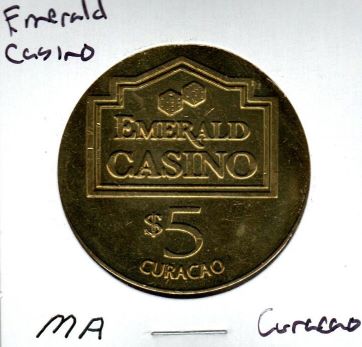 Emerald
Casino
EMERALD
CASINO
$5
CURACAO
MA
Curacao